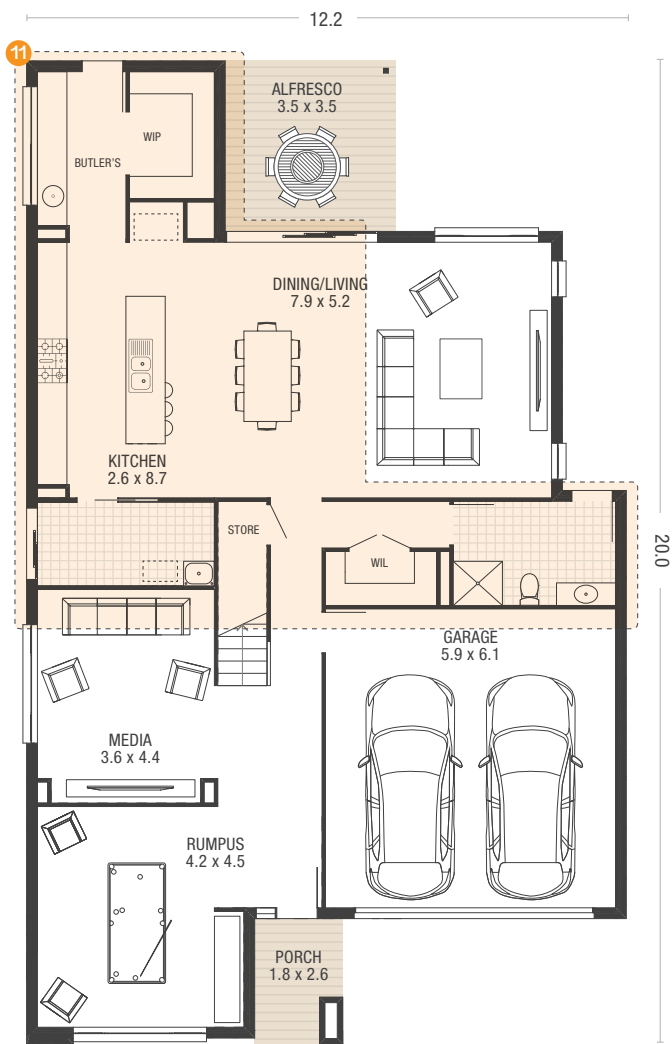 12.2
11
ALFRESCO
3.5 x 3.5
WIP
BUTLER'S
DINING/LIVING
7.9 x 5.2
KITCHEN
2.6 x 8.7
STORE
WIL
20.0
GARAGE
5.9 x 6.1
MEDIA
3.6 x 4.4
RUMPUS
4.2 x 4.5
PORCH
1.8 x 2.6